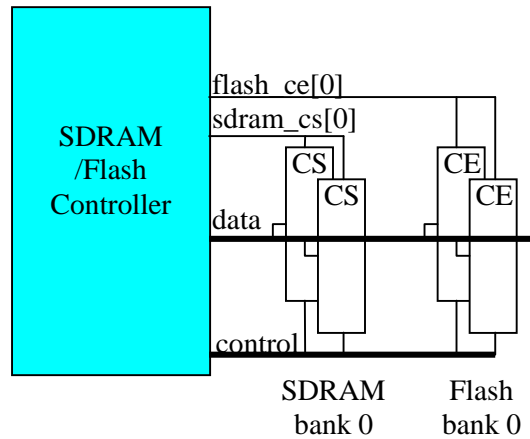 flash_ce[0]
sdram_cs[0]
SDRAM
/Flash
Controller
CS
CS
CE
CE
data
control
SDRAM
bank 0
Flash
bank 0